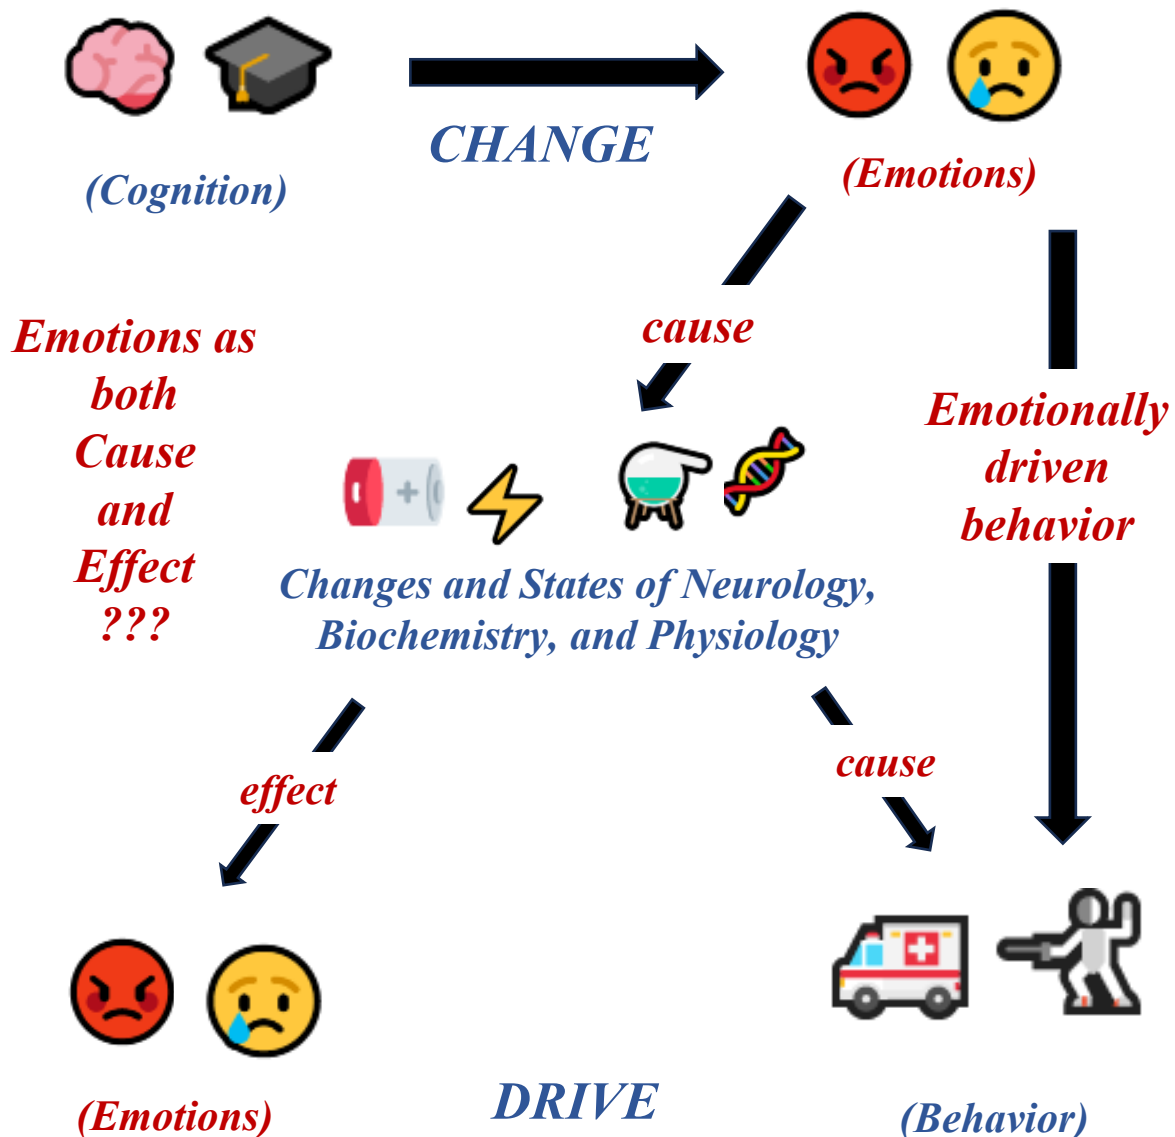 CHANGE
(Cognition)
(Emotions)
cause
Emotions as
both
Cause
and
Effect
???
Emotionally
driven
behavior
Changes and States of Neurology,
Biochemistry, and Physiology
effect
cause
(Emotions)
DRIVE
(Behavior)